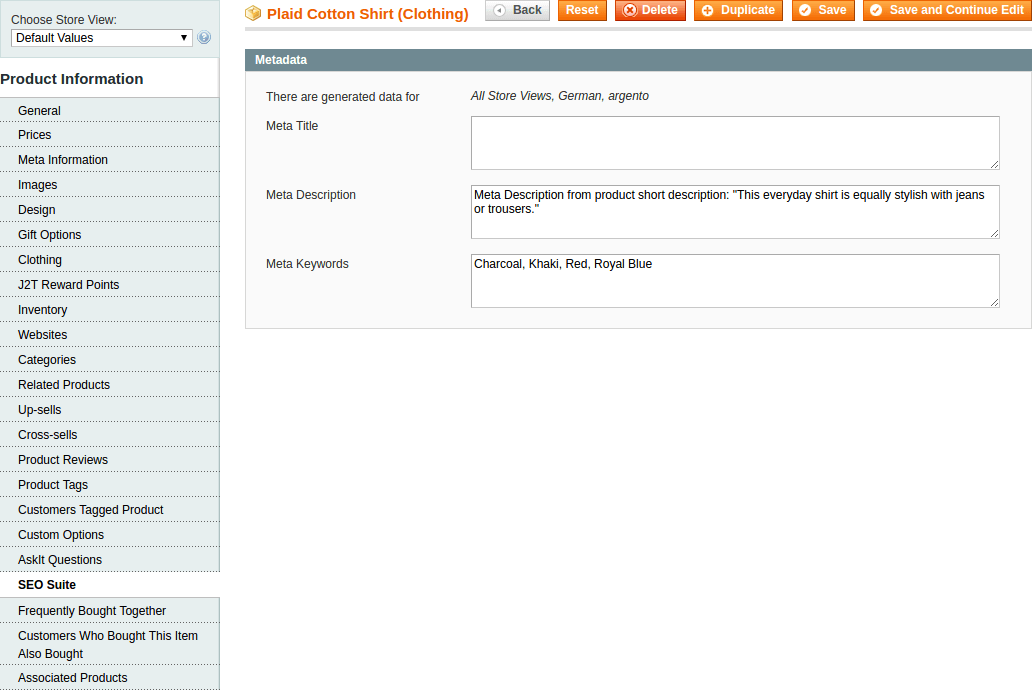 Choose Store View:
Default Values
Product Information
General
Prices
Meta Information
Images
Design
Gift Options
Clothing
J2T Reward Points
Inventory
Websites
Categories
Related Products
Up-sells
Cross-sells
Product Reviews
Product Tags
Customers Tagged Product
Custom Options
AskIt Questions
SEO Suite
Frequently Bought Together
Customers Who Bought This Item
Also Bought
Associated Products
Plaid Cotton Shirt (Clothing)
Back
Reset
Delete
Duplicate
Save
Save and Continue Edit
Metadata
There are generated data for
All Store Views, German, argento
Meta Title
Meta Description
Meta Description from product short description: "This everyday shirt is equally stylish with jeans
or trousers."
Meta Keywords
Charcoal, Khaki, Red, Royal Blue